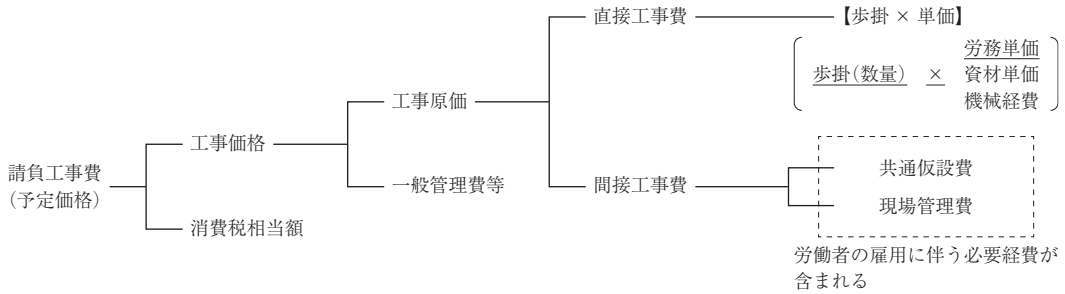 直接工事費
【歩掛 × 単価】
労務単価
歩掛(数量) × 資材単価
機械経費
工事原価
工事価格
請負工事費
(予定価格)
一般管理費等
間接工事費
共通仮設費
現場管理費
消費税相当額
労働者の雇用に伴う必要経費が
含まれる